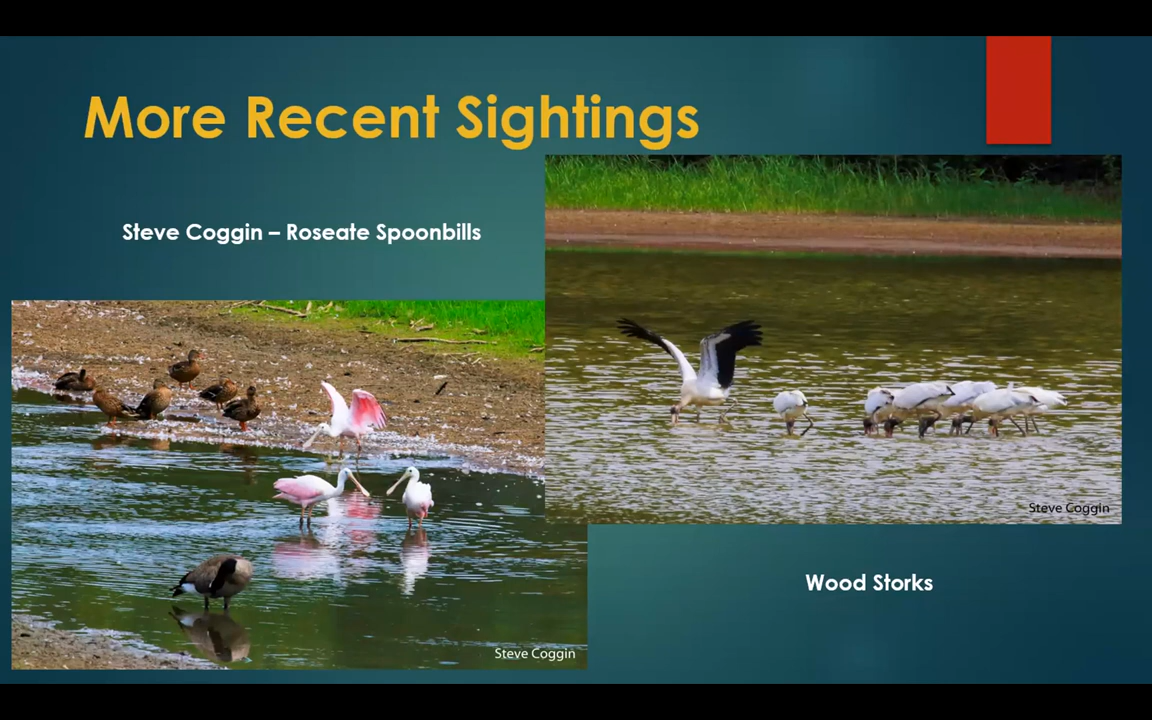 More Recent Sightings
Steve Coggin – Roseate Spoonbills
Steve Coggin
Steve Coggin
Wood Storks